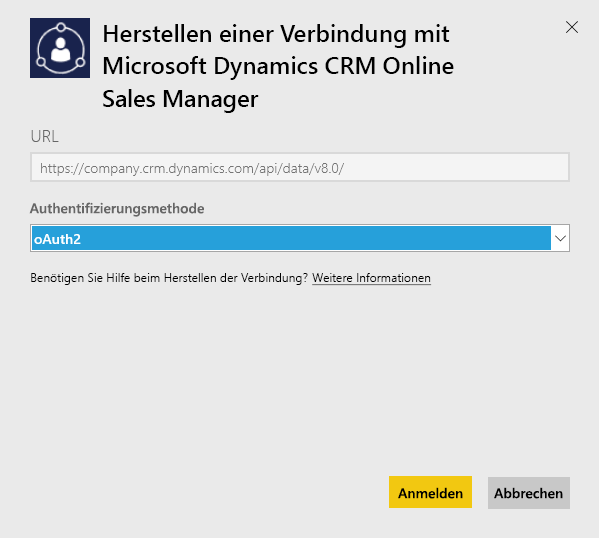 Herstellen einer Verbindung mit
Microsoft Dynamics CRM Online
Sales Manager
URL
https://company.crm.dynamics.com/api/data/v8.0/
Authentifizierungsmethode
oAuth2
Benötigen Sie Hilfe beim Herstellen der Verbindung? Weitere Informationen
Anmelden Abbrechen